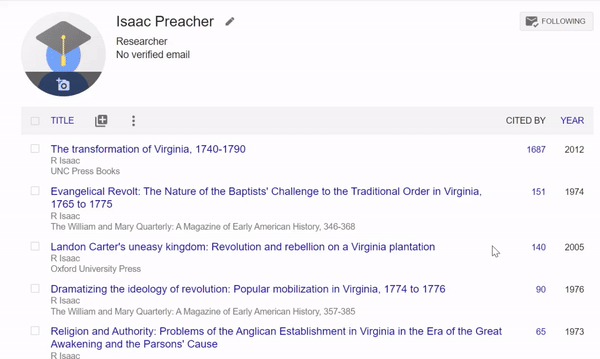 Isaac Preacher
FOLLOWING
Researcher
No verified email
TITLE CITED BY YEAR
The transformation of Virginia, 1740-1790 1687 2012
R Isaac
UNC Press Books
Evangelical Revolt: The Nature of the Baptists' Challenge to the Traditional Order in Virginia, 151 1974
1765 to 1775
R Isaac
The William and Mary Quarterly: A Magazine of Early American History, 346-368
Landon Carter's uneasy kingdom: Revolution and rebellion on a Virginia plantation 140 2005
R Isaac
Oxford University Press
Dramatizing the ideology of revolution: Popular mobilization in Virginia, 1774 to 1776 90 1976
R Isaac
The William and Mary Quarterly: A Magazine of Early American History, 357-385
Religion and Authority: Problems of the Anglican Establishment in Virginia in the Era of the Great 65 1973
Awakening and the Parsons' Cause
R Isaac